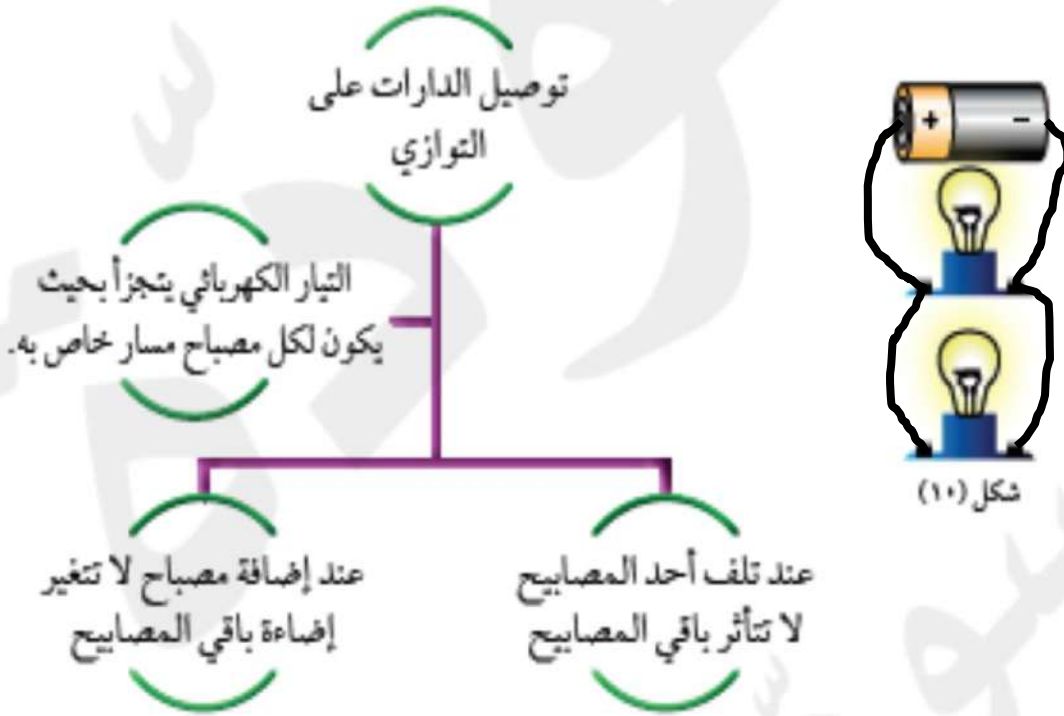 توصيل الدارات على
التوازي
+ -
التيار الكهربائي يتجزأ بحيث
يكون لكل مصباح مسار خاص به.
شكل (١٠)
عند تلف أحد المصابيح
لا تتأثر باقي المصابيح
عند إضافة مصباح لا تتغير
إضاءة باقي المصابيح